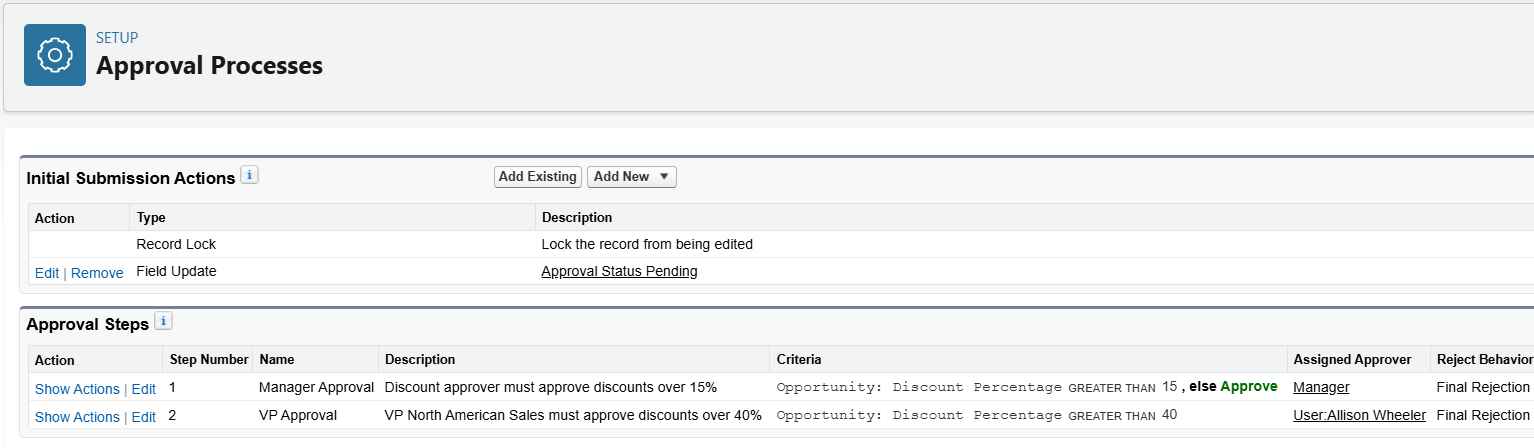 SETUP
Approval Processes
Initial Submission Actions i Add Existing Add New
Action Type Description
Record Lock Lock the record from being edited
Edit | Remove Field Update Approval Status Pending
Approval Steps i
Action Step Number Name Description Criteria Assigned Approver Reject Behavior
Show Actions | Edit 1 Manager Approval Discount approver must approve discounts over 15% Opportunity: Discount Percentage GREATER THAN 15 , else Approve Manager Final Rejection
Show Actions | Edit 2 VP Approval VP North American Sales must approve discounts over 40% Opportunity: Discount Percentage GREATER THAN 40 User:Allison Wheeler Final Rejection